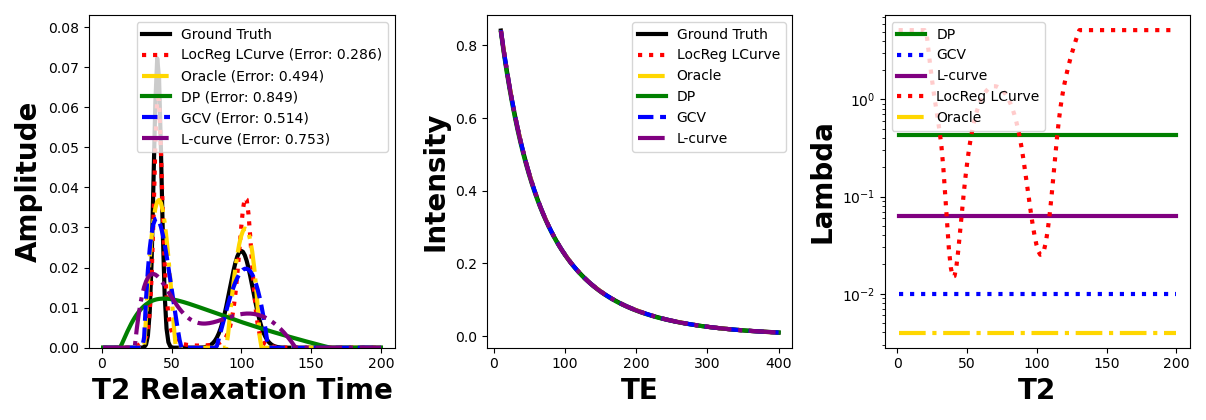 0.08
0.07
0.06
0.05
0.04
0.03
0.02
0.01
0.00
Amplitude
Ground Truth
LocReg LCurve (Error: 0.286)
Oracle (Error: 0.494)
DP (Error: 0.849)
GCV (Error: 0.514)
L-curve (Error: 0.753)
0 50 100 150 200
T2 Relaxation Time
0.8
0.6
0.4
0.2
0.0
Intensity
Ground Truth
LocReg LCurve
Oracle
DP
GCV
L-curve
0 100 200 300 400
TE
10⁰
10⁻¹
10⁻²
Lambda
DP
GCV
L-curve
LocReg LCurve
Oracle
0 50 100 150 200
T2